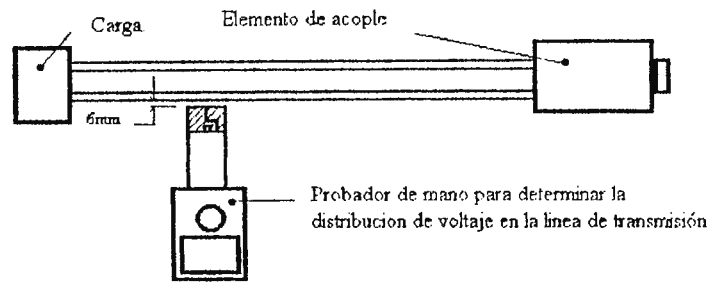 Carga
Elemento de acople
6mm
Probador de mano para determinar la
distribucion de voltaje en la linea de transmisión